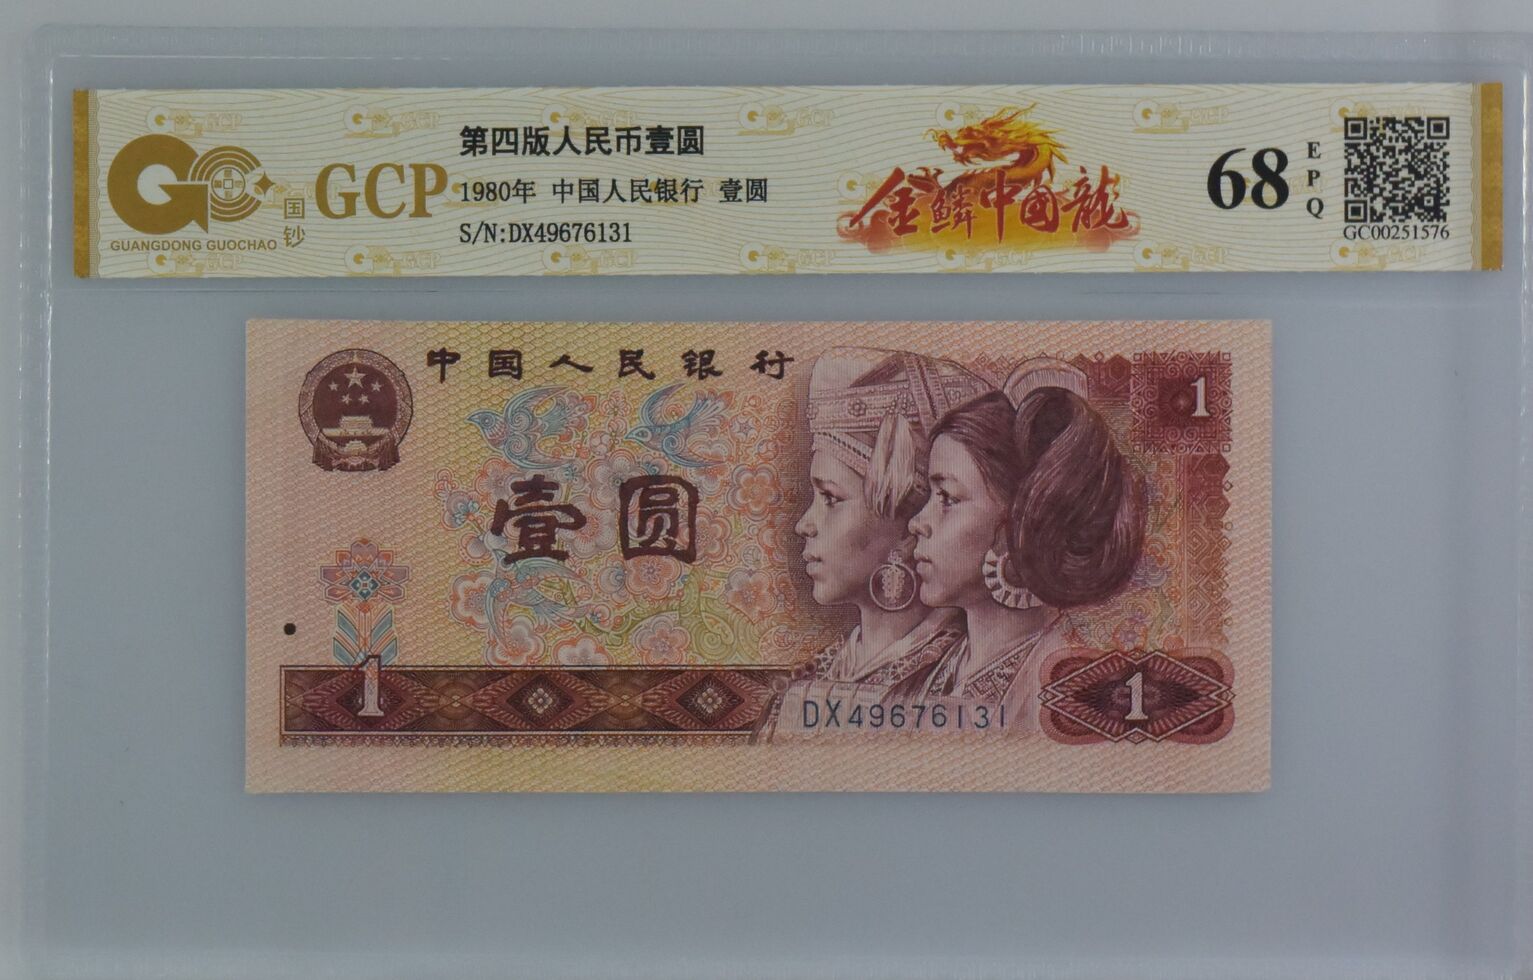 第四版人民币壹圆
GCP
国钞
GUANGDONG GUOCHAO
1980年 中国人民银行 壹圆
S/N:DX49676131
金鳞中国龍
68
EPQ
GC00251576
中国人民银行
1
壹圆
1
DX49676131
1